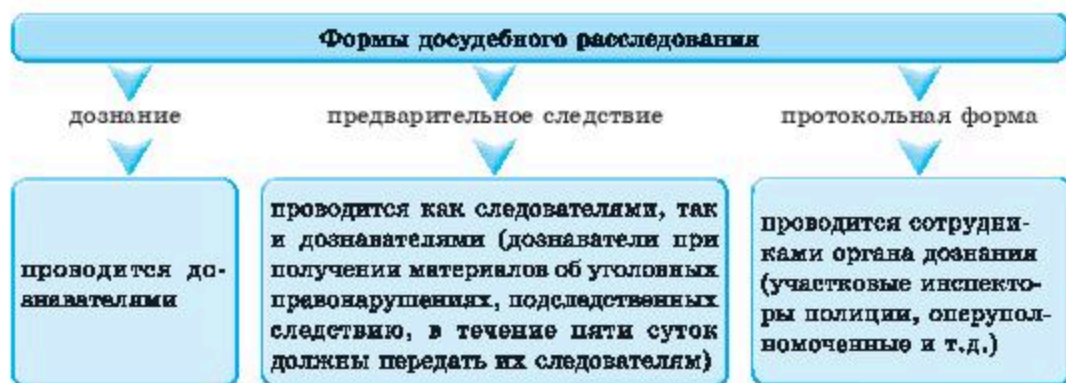 Формы досудебного расследования
дознание
предварительное следствие
протокольная форма
проводится до-
знавателями
проводится как следователями, так
и дознавателями (дознаватели при
получении материалов об уголовных
правонарушениях, подследственных
следствию, в течение пяти суток
должны передать их следователям)
проводится сотрудни-
ками органа дознания
(участковые инспекто-
ры полиции, оперупол-
номоченные и т.д.)